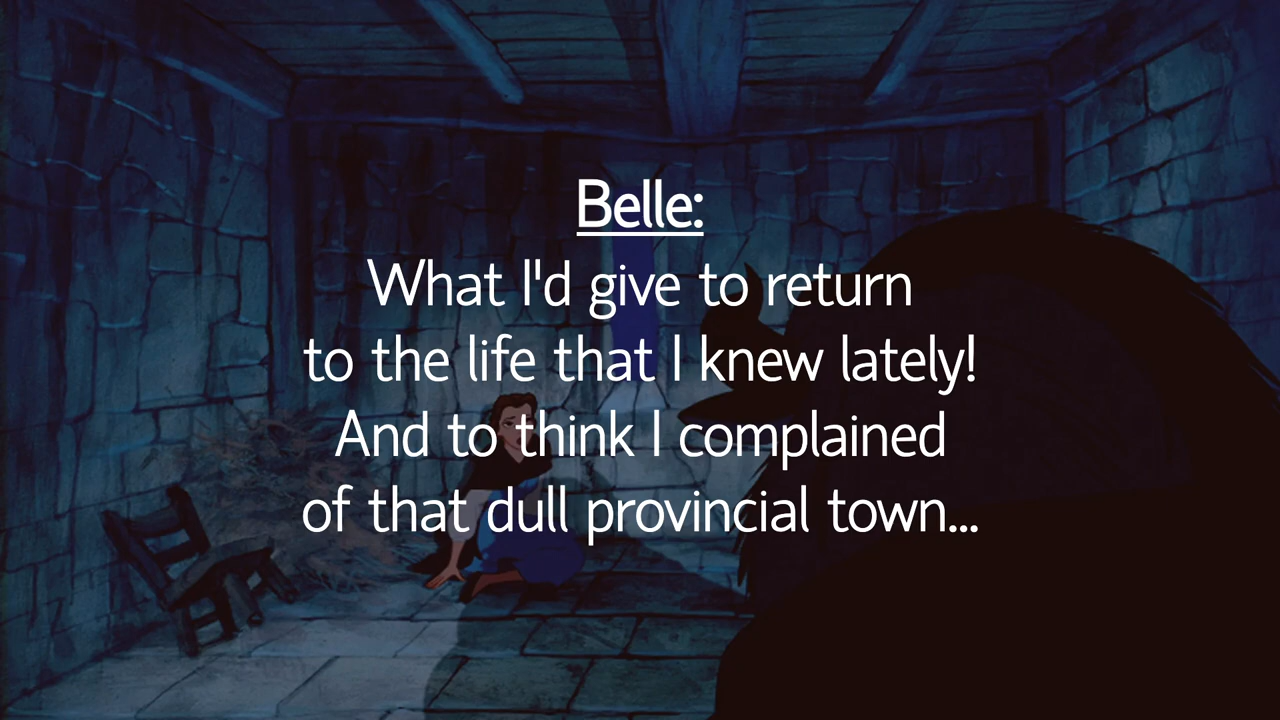 Belle:
What I'd give to return
to the life that I knew lately!
And to think I complained
of that dull provincial town...